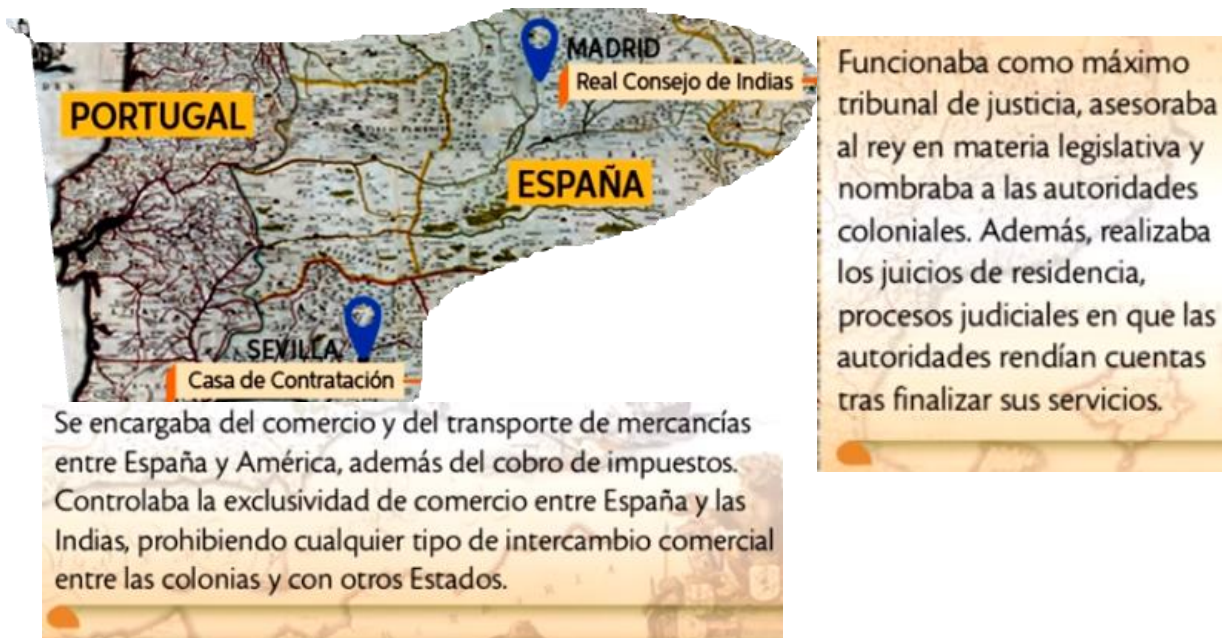 MADRID
Real Consejo de Indias
PORTUGAL
ESPAÑA
SEVILLA
Casa de Contratación
Funcionaba como máximo
tribunal de justicia, asesoraba
al rey en materia legislativa y
nombraba a las autoridades
coloniales. Además, realizaba
los juicios de residencia,
procesos judiciales en que las
autoridades rendían cuentas
tras finalizar sus servicios.
Se encargaba del comercio y del transporte de mercancías
entre España y América, además del cobro de impuestos.
Controlaba la exclusividad de comercio entre España y las
Indias, prohibiendo cualquier tipo de intercambio comercial
entre las colonias y con otros Estados.